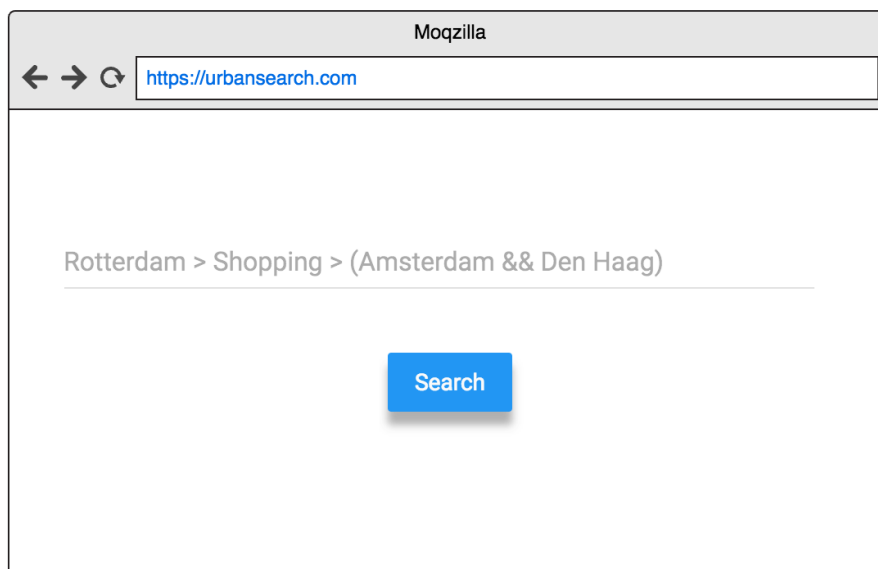 Moqzilla
https://urbansearch.com
Rotterdam > Shopping > (Amsterdam && Den Haag)
Search